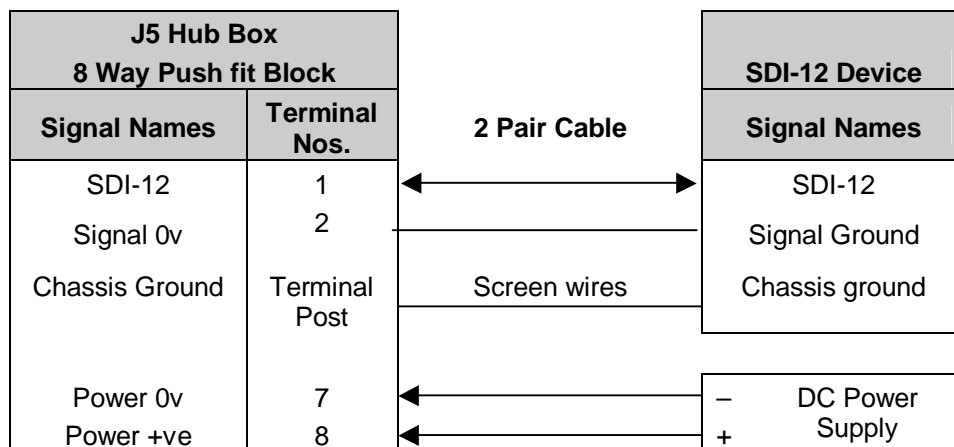 J5 Hub Box
8 Way Push fit Block
SDI-12 Device
Signal Names
Terminal
Nos.
2 Pair Cable
Signal Names
SDI-12
1
SDI-12
Signal 0v
2
Signal Ground
Chassis Ground
Terminal
Post
Screen wires
Chassis ground
Power 0v
7
–
DC Power
Supply
Power +ve
8
+